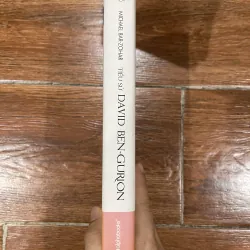 MICHAEL BAR-ZOHAR
TIỂU SỬ DAVID BEN-GURION